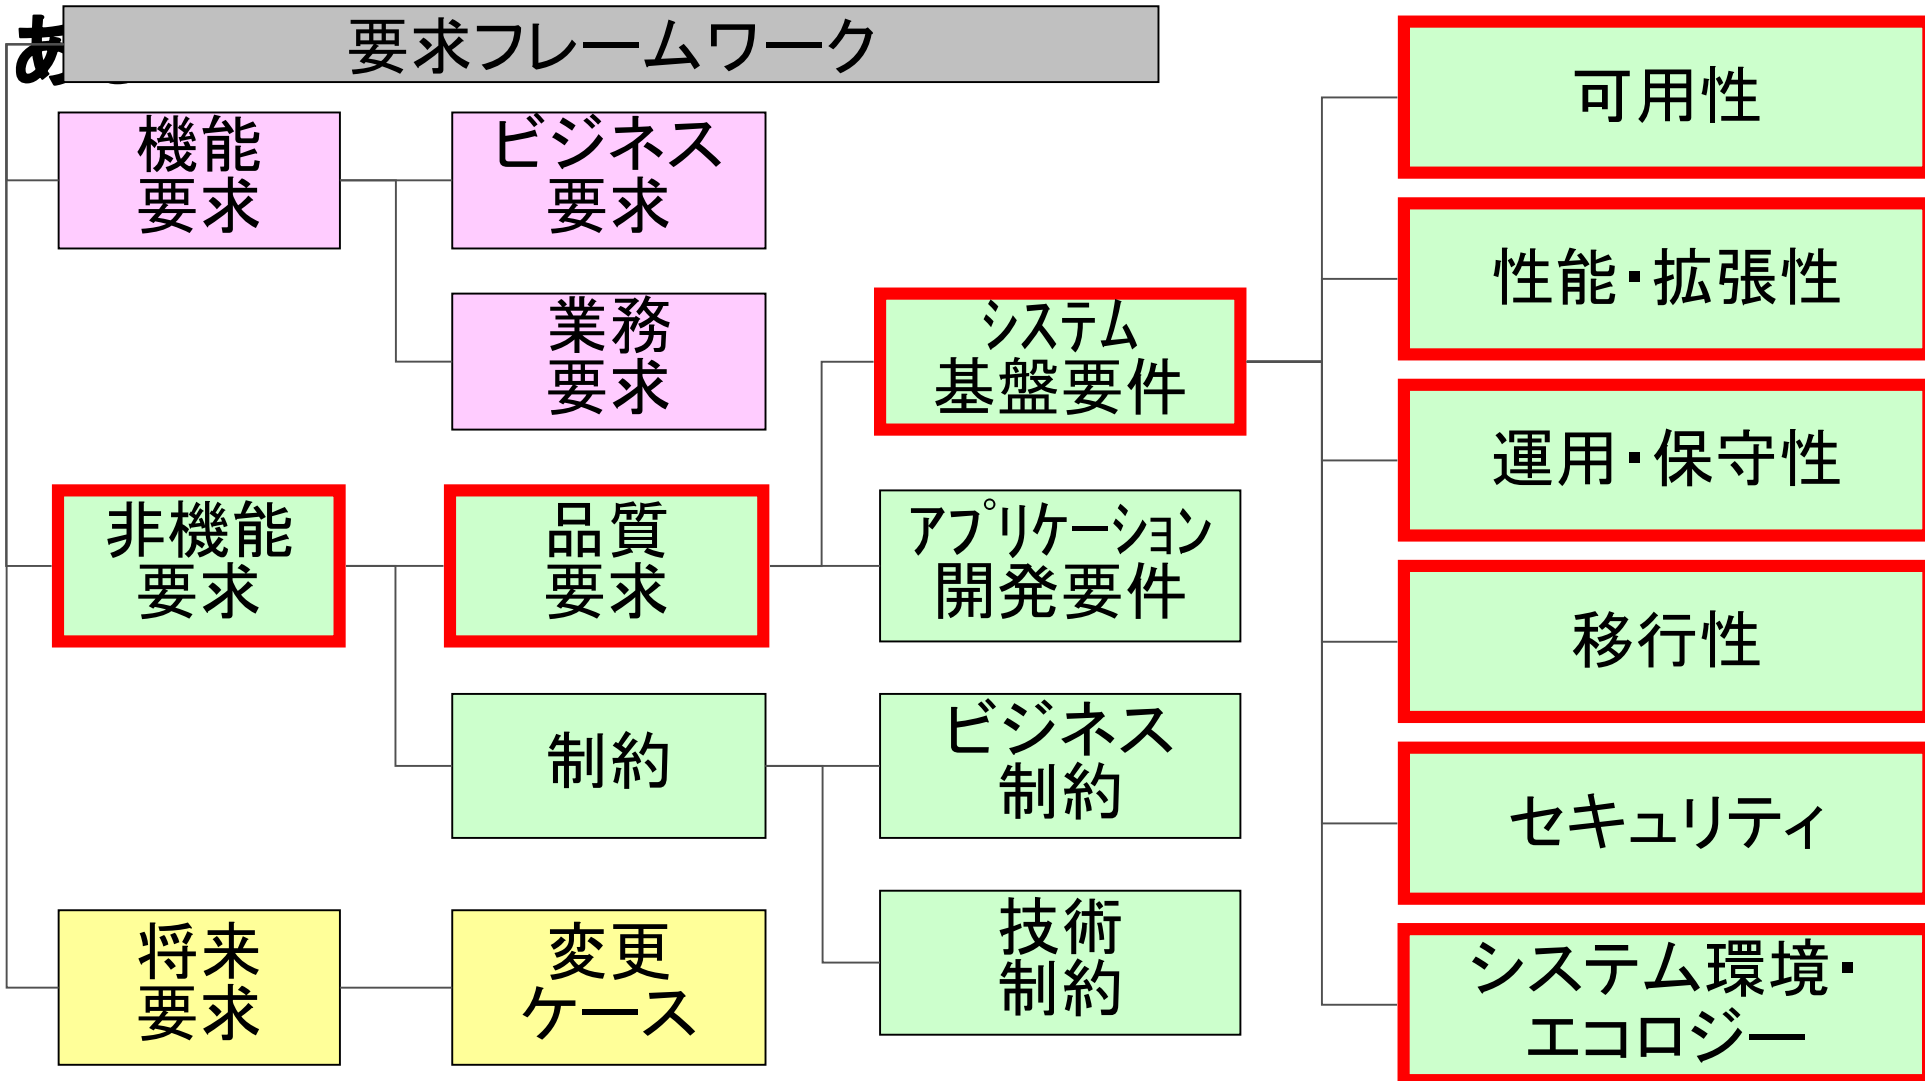 要求フレームワーク
機能
要求
ビジネス
要求
業務
要求
非機能
要求
品質
要求
システム
基盤要件
アプリケーション
開発要件
制約
ビジネス
制約
技術
制約
将来
要求
変更
ケース
可用性
性能・拡張性
運用・保守性
移行性
セキュリティ
システム環境・
エコロジー